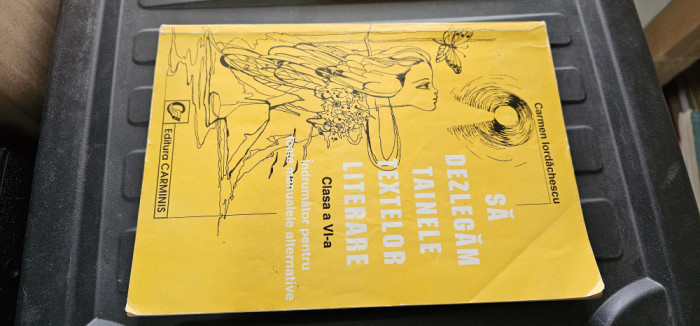 Carmen Iordăchescu
SĂ
DEZLEGĂM
TAINELE
TEXTELOR
LITERARE
Clasa a VI-a
Îndrumător pentru
toate manualele alternative
Editura CARMINIS